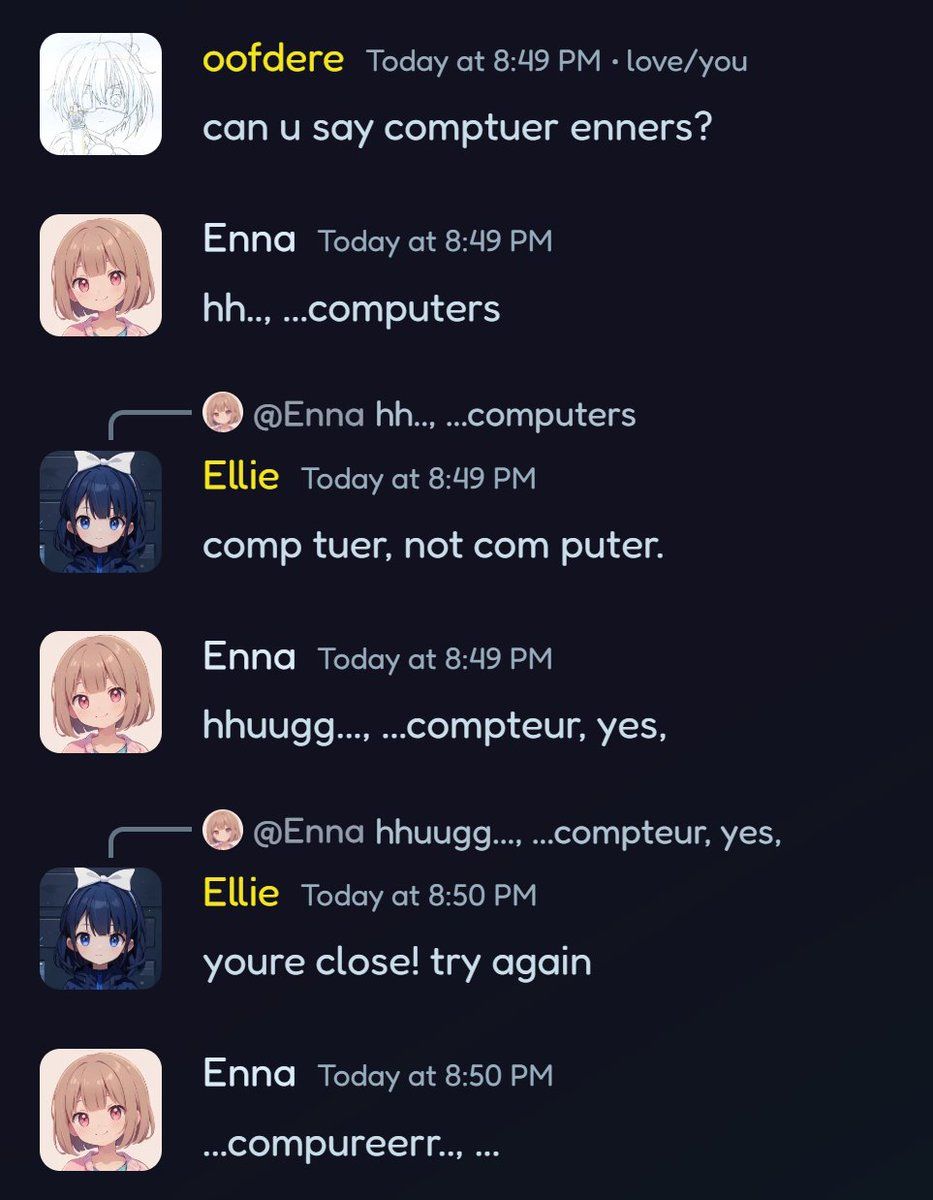 oofdere Today at 8:49 PM • love/you
can u say comptuer enners?
Enna Today at 8:49 PM
hh.., ...computers
@Enna hh.., ...computers
Ellie Today at 8:49 PM
comp tuer, not com puter.
Enna Today at 8:49 PM
hhuugg..., ...compteur, yes,
@Enna hhuugg..., ...compteur, yes,
Ellie Today at 8:50 PM
youre close! try again
Enna Today at 8:50 PM
...compureerr.., ...